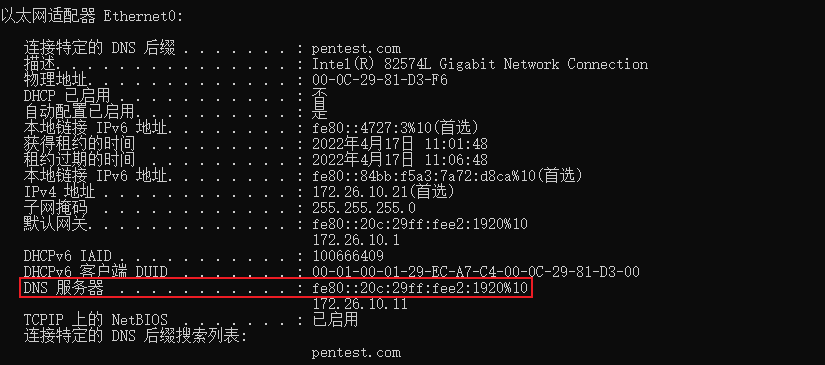 以太网适配器 Ethernet0:
连接特定的 DNS 后缀 . . . . . . . : pentest.com
描述. . . . . . . . . . . . . . . : Intel(R) 82574L Gigabit Network Connection
物理地址. . . . . . . . . . . . . : 00-0C-29-81-D3-F6
DHCP 已启用 . . . . . . . . . . . : 否
自动配置已启用. . . . . . . . . . : 是
本地链接 IPv6 地址. . . . . . . . : fe80::4727:3%10(首选)
获得租约的时间  . . . . . . . . . : 2022年4月17日 11:01:48
租约过期的时间  . . . . . . . . . : 2022年4月17日 11:06:48
本地链接 IPv6 地址. . . . . . . . : fe80::84bb:f5a3:7a72:d8ca%10(首选)
IPv4 地址 . . . . . . . . . . . . : 172.26.10.21(首选)
子网掩码  . . . . . . . . . . . . : 255.255.255.0
默认网关. . . . . . . . . . . . . : fe80::20c:29ff:fee2:1920%10
172.26.10.1
DHCPv6 IAID . . . . . . . . . . . : 100666409
DHCPv6 客户端 DUID  . . . . . . . : 00-01-00-01-29-EC-A7-C4-00-0C-29-81-D3-00
DNS 服务器  . . . . . . . . . . . : fe80::20c:29ff:fee2:1920%10
172.26.10.11
TCPIP 上的 NetBIOS  . . . . . . . : 已启用
连接特定的 DNS 后缀搜索列表:
pentest.com